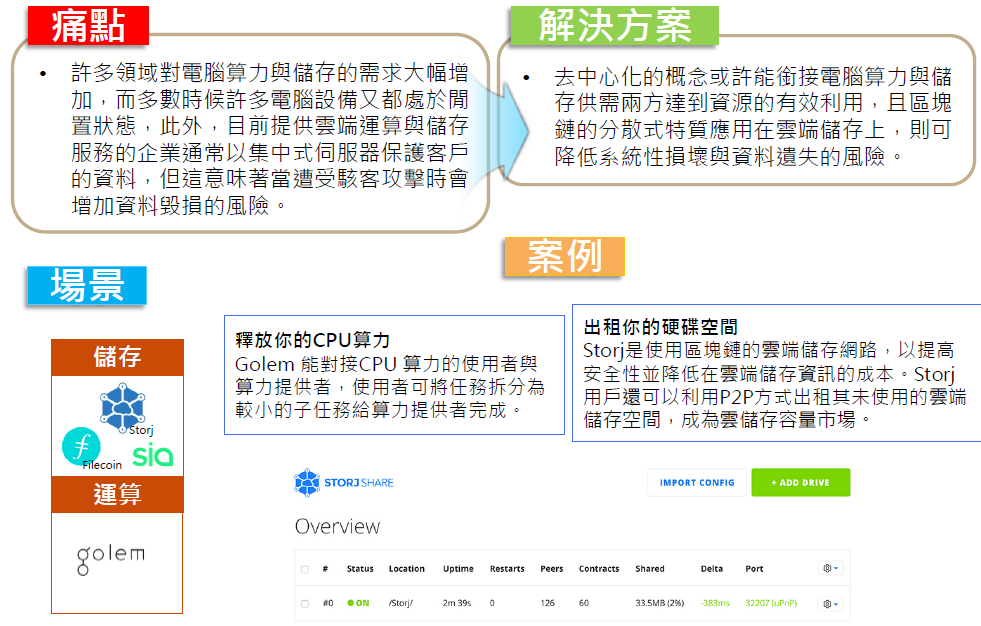 痛點
• 許多領域對電腦算力與儲存的需求大幅增
加，而多數時候許多電腦設備又都處於閒
置狀態，此外，目前提供雲端運算與儲存
服務的企業通常以集中式伺服器保護客戶
的資料，但這意味著當遭受駭客攻擊時會
增加資料毀損的風險。
解決方案
• 去中心化的概念或許能銜接電腦算力與儲
存供需兩方達到資源的有效利用，且區塊
鏈的分散式特質應用在雲端儲存上，則可
降低系統性損壞與資料遺失的風險。
場景
儲存
Storj
Filecoin
sia
運算
golem
案例
釋放你的CPU算力
Golem 能對接CPU 算力的使用者與
算力提供者，使用者可將任務拆分為
較小的子任務給算力提供者完成。
出租你的硬碟空間
Storj是使用區塊鏈的雲端儲存網路，以提高
安全性並降低在雲端儲存資訊的成本。Storj
用戶還可以利用P2P方式出租其未使用的雲端
儲存空間，成為雲儲存容量市場。
STORJ SHARE
IMPORT CONFIG
+ ADD DRIVE
Overview
# Status Location Uptime Restarts Peers Contracts Shared Delta Port
#0 ON /Storj/ 2m 39s 0 126 60 33.5MB (2%) -383ms 32207 (uPnP)